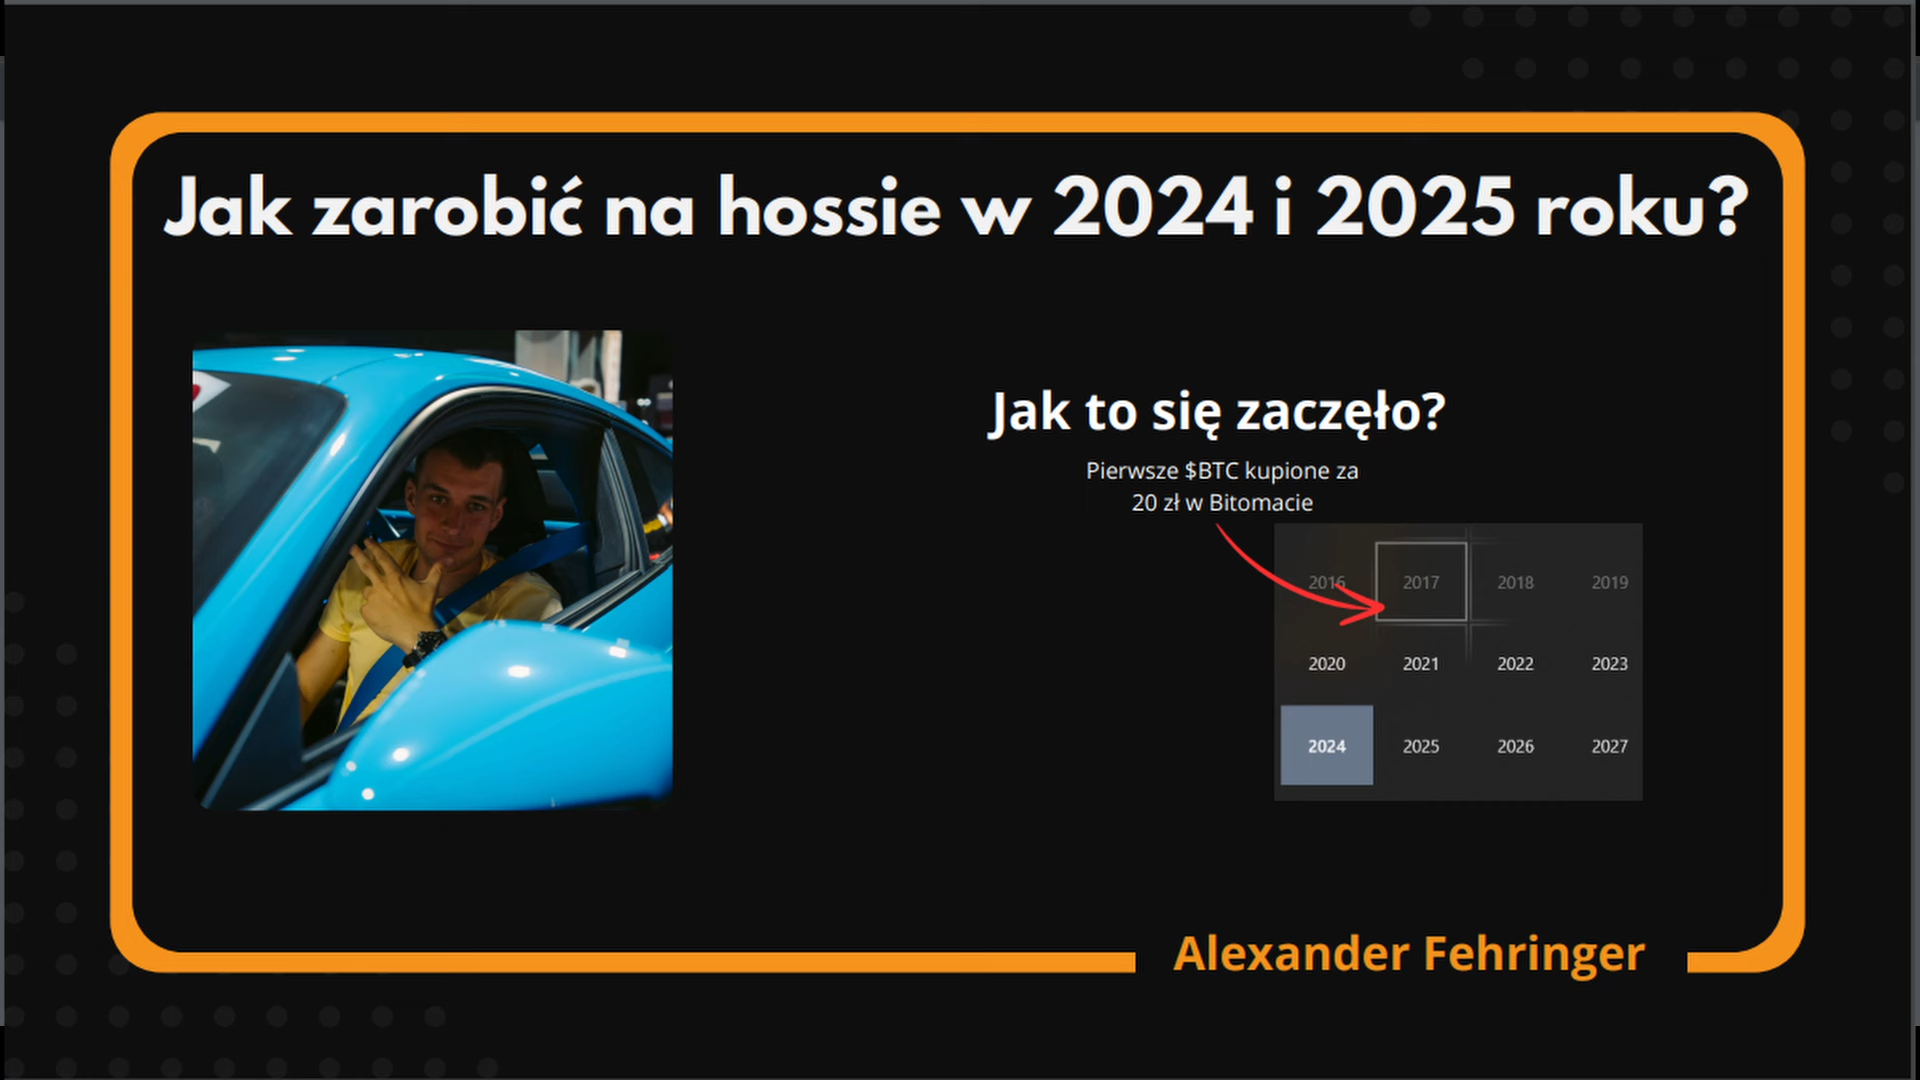 Jak zarobić na hossie w 2024 i 2025 roku?
Jak to się zaczęło?
Pierwsze $BTC kupione za
20 zł w Bitomacie
2016 2017 2018 2019
2020 2021 2022 2023
2024 2025 2026 2027
Alexander Fehringer